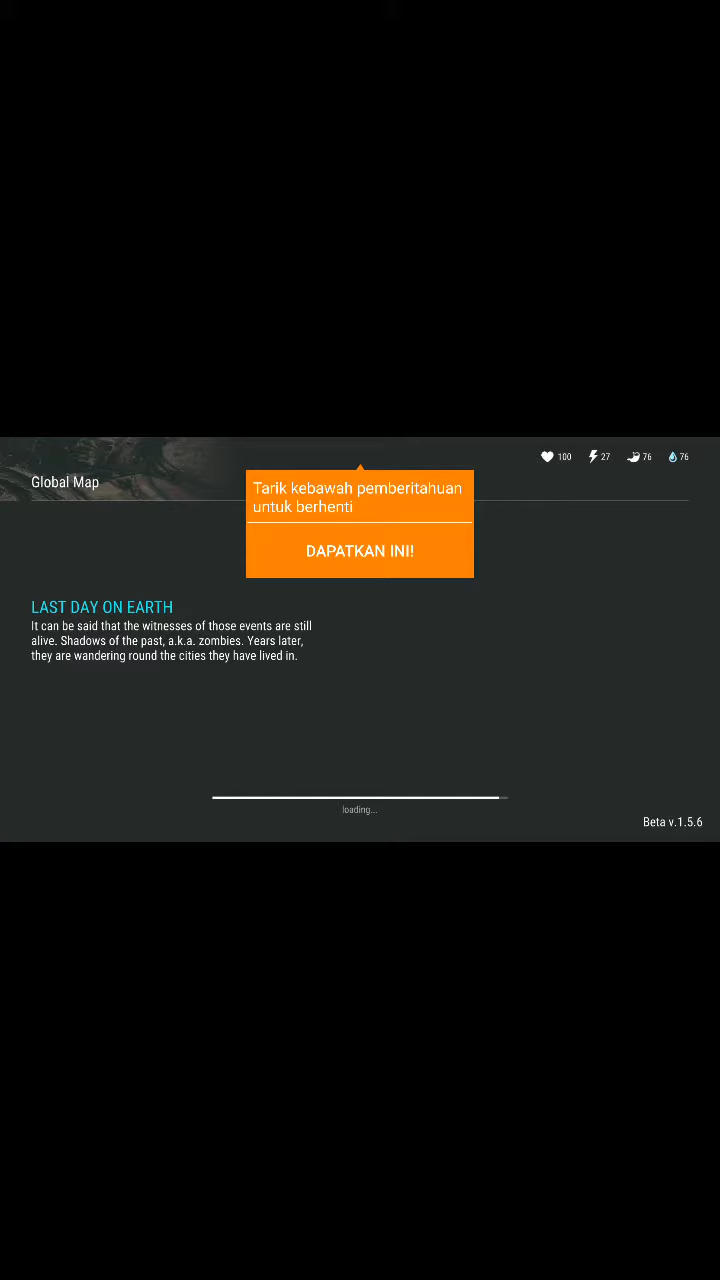 100 27 76 76
Global Map
Tarik kebawah pemberitahuan
untuk berhenti
DAPATKAN INI!
LAST DAY ON EARTH
It can be said that the witnesses of those events are still
alive. Shadows of the past, a.k.a. zombies. Years later,
they are wandering round the cities they have lived in.
loading...
Beta v.1.5.6